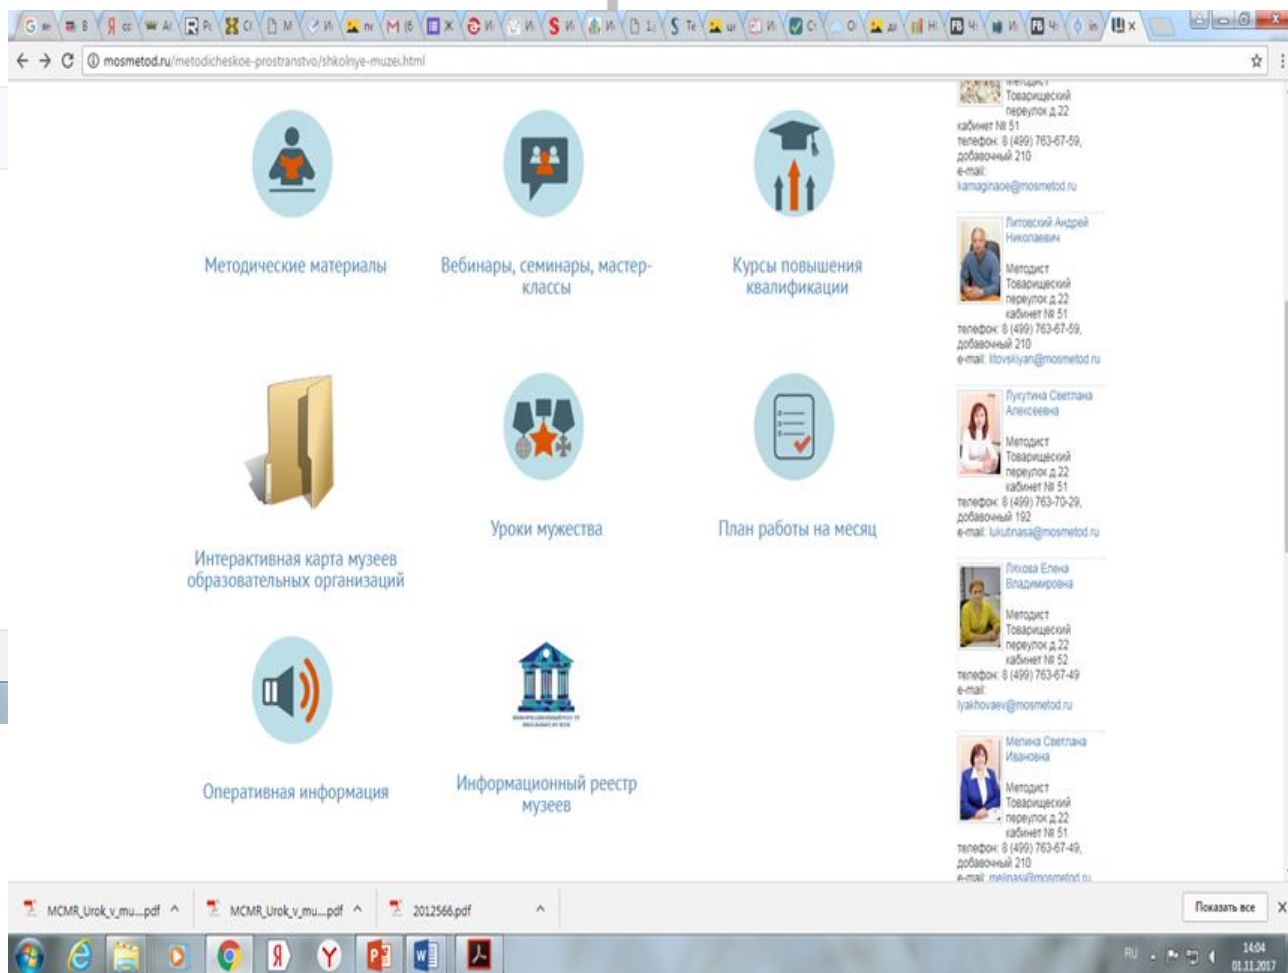 mosmetod.ru/metodicheskoe-prostranstvo/shkolnye-muzei.html
Методические материалы
Вебинары, семинары, мастер-
классы
Курсы повышения
квалификации
Интерактивная карта музеев
образовательных организаций
Уроки мужества
План работы на месяц
Оперативная информация
Информационный реестр
музеев
Методист
Товарищеский
переулок д.22
кабинет № 51
телефон: 8 (499) 763-67-59,
добавочный 210
e-mail:
kamaginaoe@mosmetod.ru
Литовский Андрей
Николаевич
Методист
Товарищеский
переулок д.22
кабинет № 51
телефон: 8 (499) 763-67-59,
добавочный 210
e-mail: litovskiyan@mosmetod.ru
Лукутина Светлана
Алексеевна
Методист
Товарищеский
переулок д.22
кабинет № 51
телефон: 8 (499) 763-70-29,
добавочный 192
e-mail: lukutinasa@mosmetod.ru
Ляхова Елена
Владимировна
Методист
Товарищеский
переулок д.22
кабинет № 52
телефон: 8 (499) 763-67-49
e-mail:
lyakhovaev@mosmetod.ru
Мелина Светлана
Ивановна
Методист
Товарищеский
переулок д.22
кабинет № 51
телефон: 8 (499) 763-67-49,
добавочный 210
e-mail: melinasi@mosmetod.ru
MCMR_Urok_v_mu....pdf
MCMR_Urok_v_mu....pdf
2012566.pdf
Показать все
RU
14:04
01.11.2017